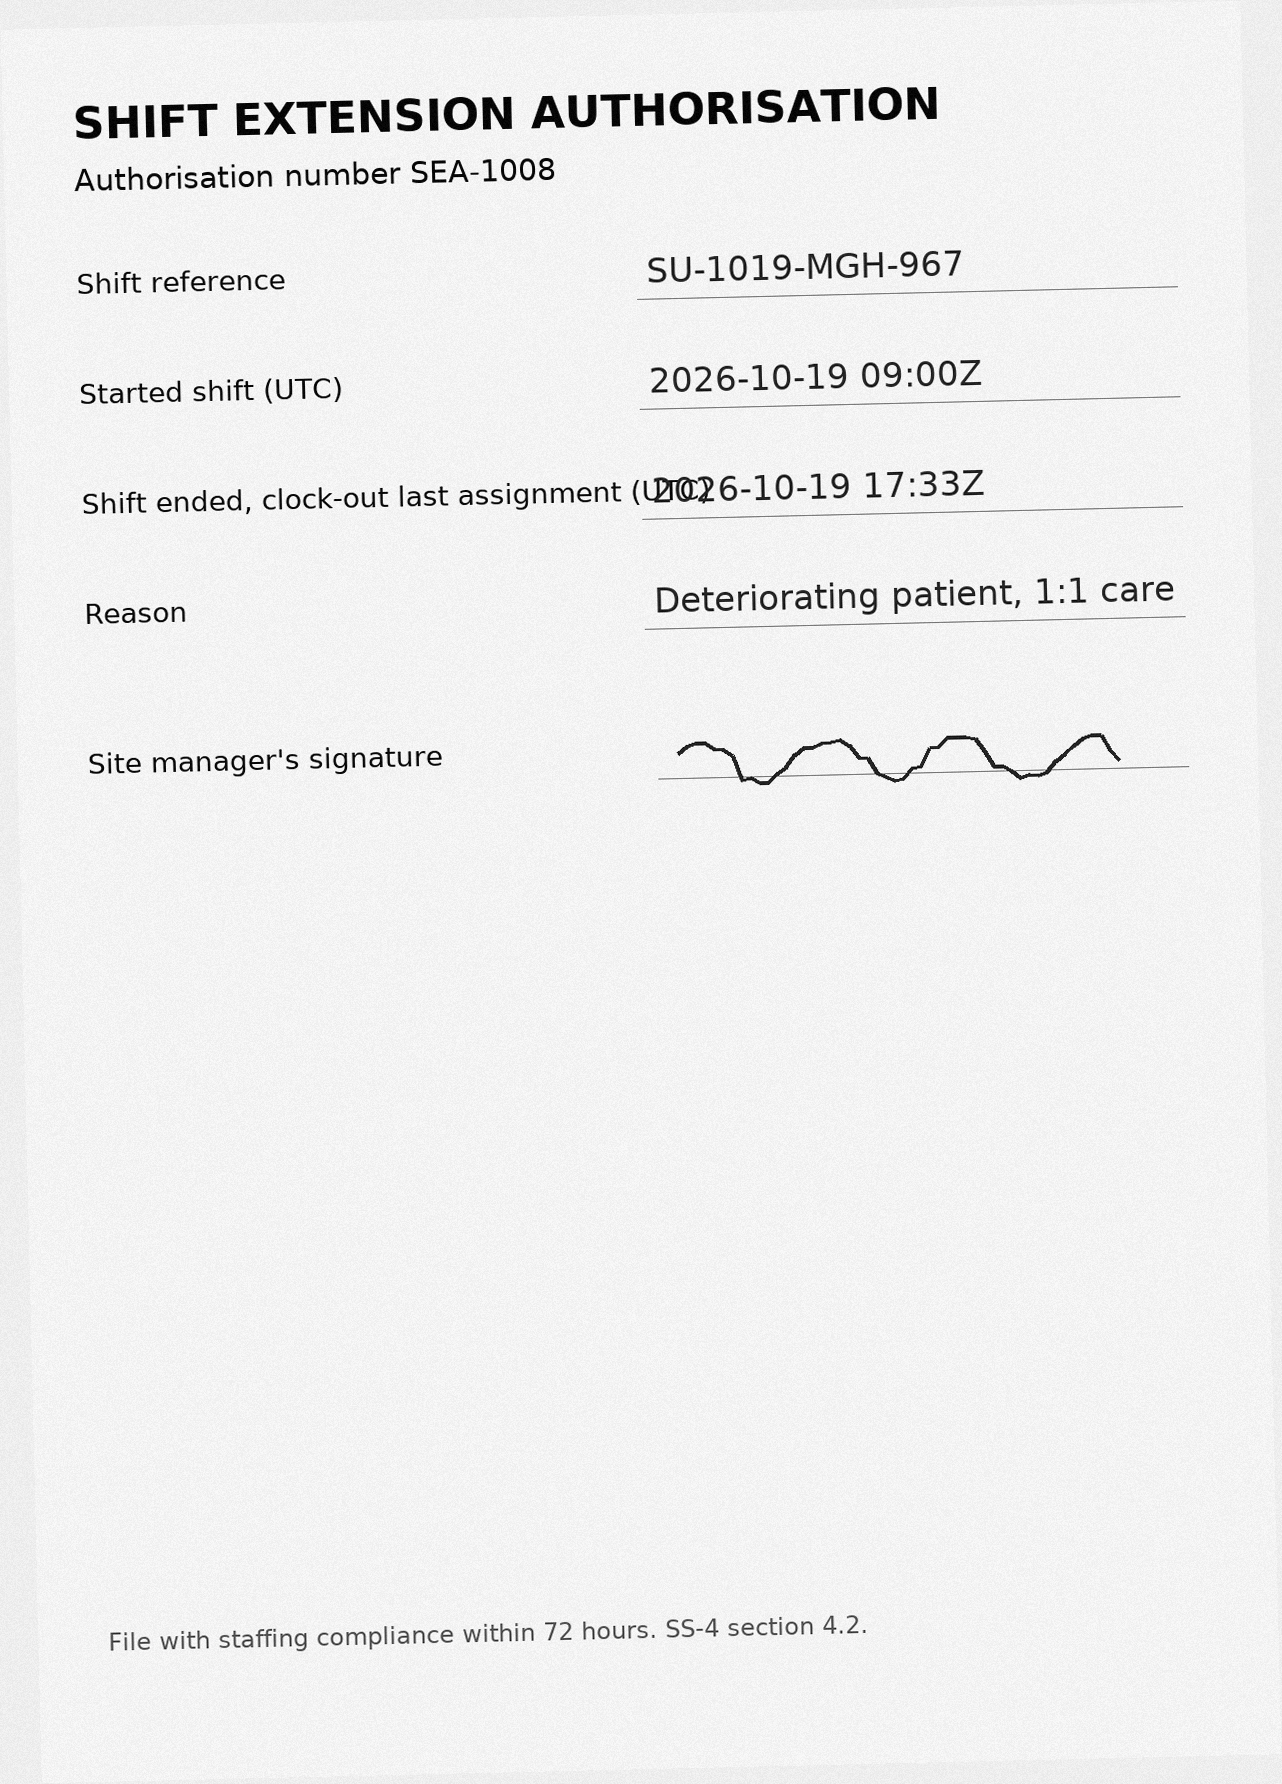 SHIFT EXTENSION AUTHORISATION
Authorisation number SEA-1008
Shift reference SU-1019-MGH-967
Started shift (UTC) 2026-10-19 09:00Z
Shift ended, clock-out last assignment (UTC) 2026-10-19 17:33Z
Reason Deteriorating patient, 1:1 care
Site manager's signature
File with staffing compliance within 72 hours. SS-4 section 4.2.